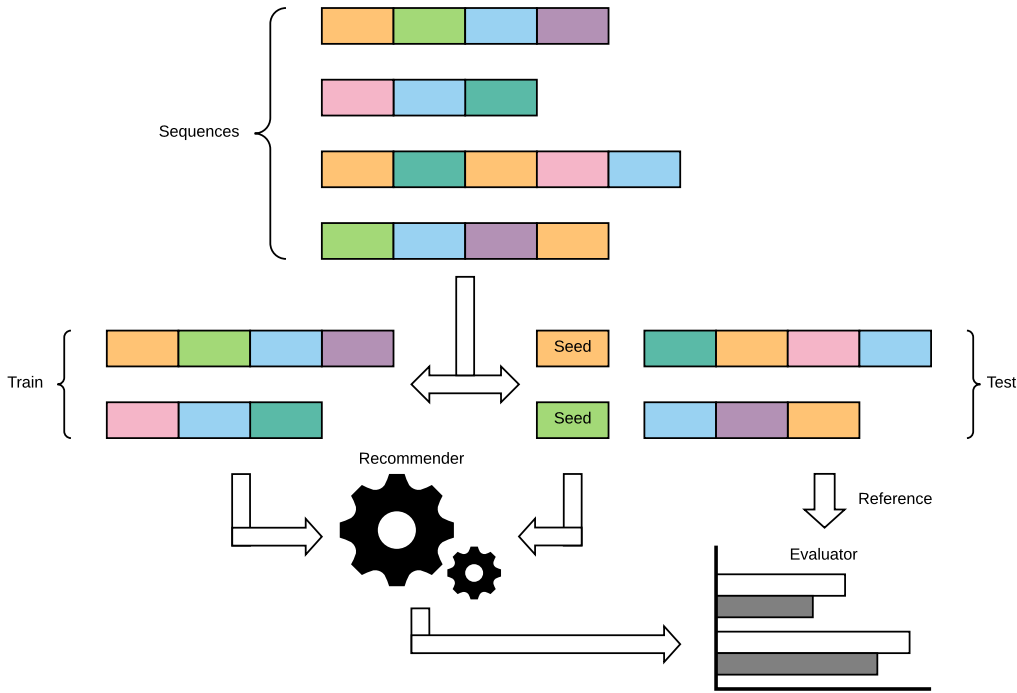 Sequences
Train
Seed
Seed
Test
Recommender
Reference
Evaluator